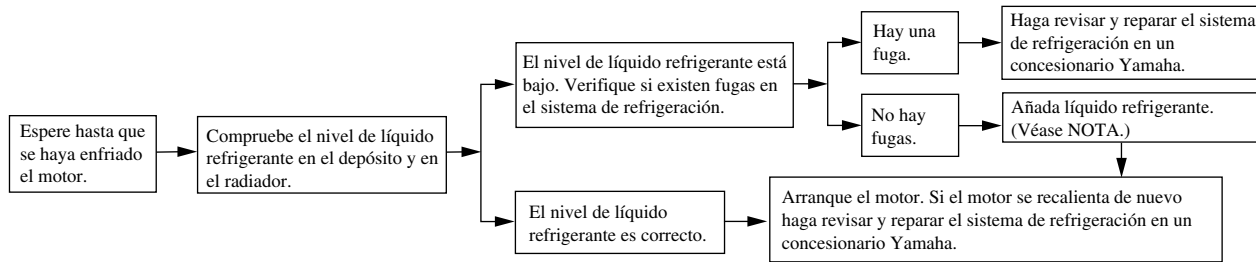 Espere hasta que
se haya enfriado
el motor.
Compruebe el nivel de líquido
refrigerante en el depósito y en
el radiador.
El nivel de líquido refrigerante está
bajo. Verifique si existen fugas en
el sistema de refrigeración.
Hay una
fuga.
Haga revisar y reparar el sistema
de refrigeración en un
concesionario Yamaha.
No hay
fugas.
Añada líquido refrigerante.
(Véase NOTA.)
El nivel de líquido
refrigerante es correcto.
Arranque el motor. Si el motor se recalienta de nuevo
haga revisar y reparar el sistema de refrigeración en un
concesionario Yamaha.